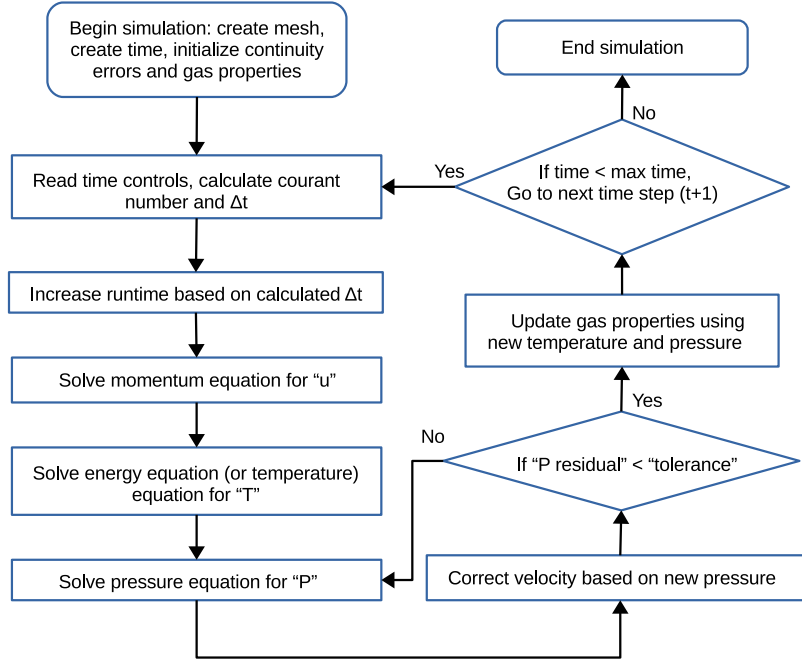 Begin simulation: create mesh,
create time, initialize continuity
errors and gas properties
Read time controls, calculate courant
number and Δt
Increase runtime based on calculated Δt
Solve momentum equation for “u”
Solve energy equation (or temperature)
equation for “T”
Solve pressure equation for “P”
End simulation
No
Yes
If time < max time,
Go to next time step (t+1)
Update gas properties using
new temperature and pressure
Yes
No
If “P residual” < “tolerance”
Correct velocity based on new pressure